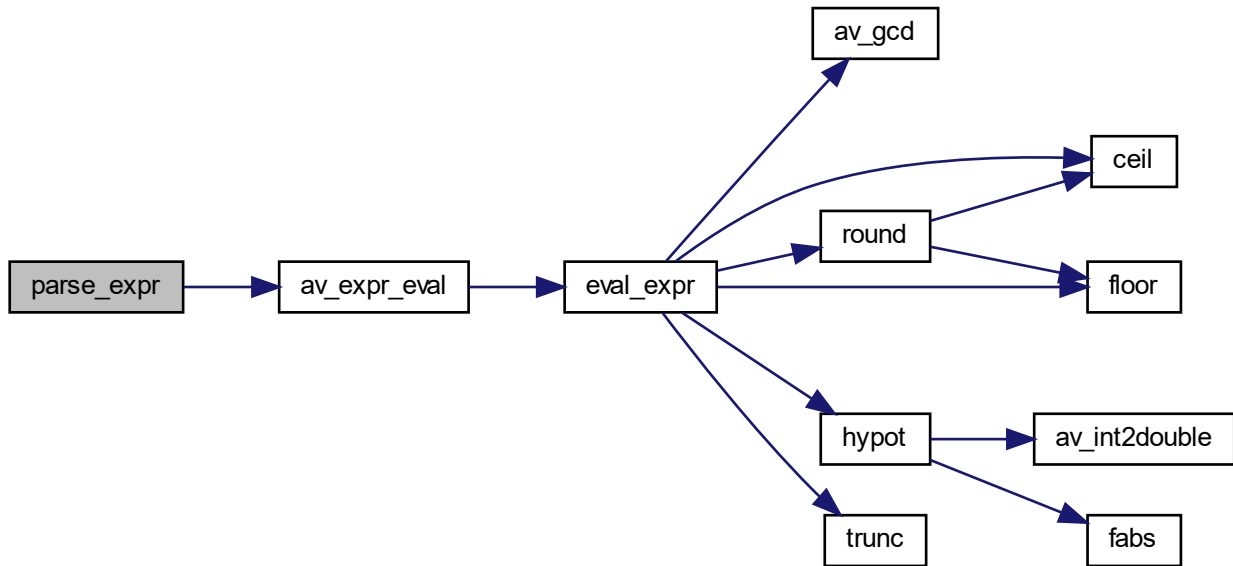 av_gcd
ceil
round
parse_expr
av_expr_eval
eval_expr
floor
hypot
av_int2double
trunc
fabs